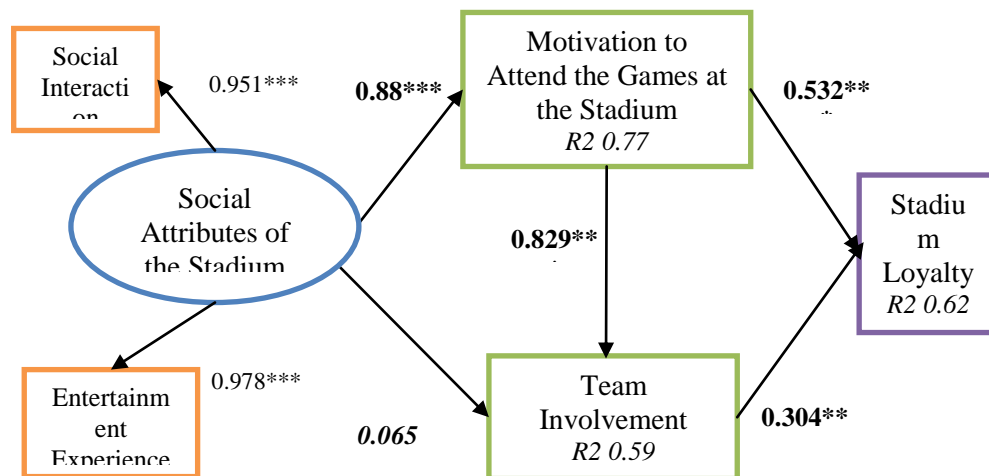 Social
Interacti
on
0.951***
0.88***
Motivation to
Attend the Games at
the Stadium
R2 0.77
0.532**
*
Social
Attributes of
the Stadium
0.829**
Stadiu
m
Loyalty
R2 0.62
Entertainm
ent
Experience
0.978***
0.065
Team
Involvement
R2 0.59
0.304**